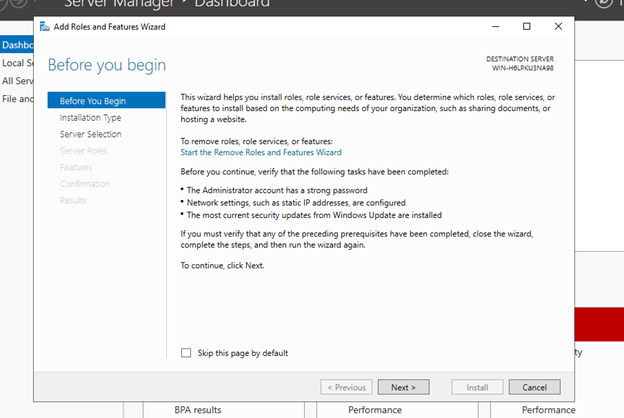 Server Manager • Dashboard
Add Roles and Features Wizard
Before you begin
DESTINATION SERVER
WIN-H6LPKU3NA98
Before You Begin
Installation Type
Server Selection
Server Roles
Features
Confirmation
Results
This wizard helps you install roles, role services, or features. You determine which roles, role services, or
features to install based on the computing needs of your organization, such as sharing documents, or
hosting a website.
To remove roles, role services, or features:
Start the Remove Roles and Features Wizard
Before you continue, verify that the following tasks have been completed:
• The Administrator account has a strong password
• Network settings, such as static IP addresses, are configured
• The most current security updates from Windows Update are installed
If you must verify that any of the preceding prerequisites have been completed, close the wizard,
complete the steps, and then run the wizard again.
To continue, click Next.
Skip this page by default
< Previous
Next >
Install
Cancel
Dashbo
Local Se
All Serv
File and
ty
BPA results
Performance
Performance